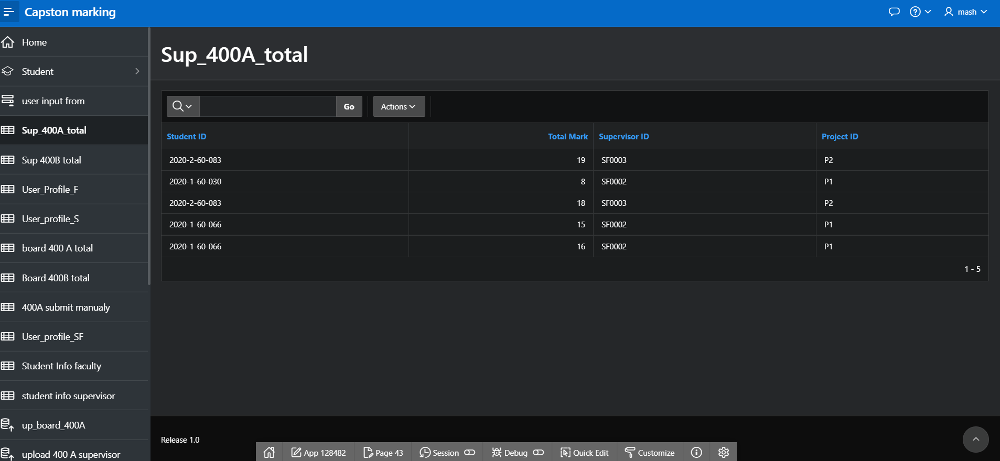 Capston marking
mash
Home
Student
user input from
Sup_400A_total
Sup 400B total
User_Profile_F
User_profile_S
board 400 A total
Board 400B total
400A submit manualy
User_profile_SF
Student Info faculty
student info supervisor
up_board_400A
upload 400 A supervisor
Sup_400A_total
Go Actions
Student ID Total Mark Supervisor ID Project ID
2020-2-60-083 19 SF0003 P2
2020-1-60-030 8 SF0002 P1
2020-2-60-083 18 SF0003 P2
2020-1-60-066 15 SF0002 P1
2020-1-60-066 16 SF0002 P1
1 - 5
Release 1.0
App 128482 Page 43 Session Debug Quick Edit Customize